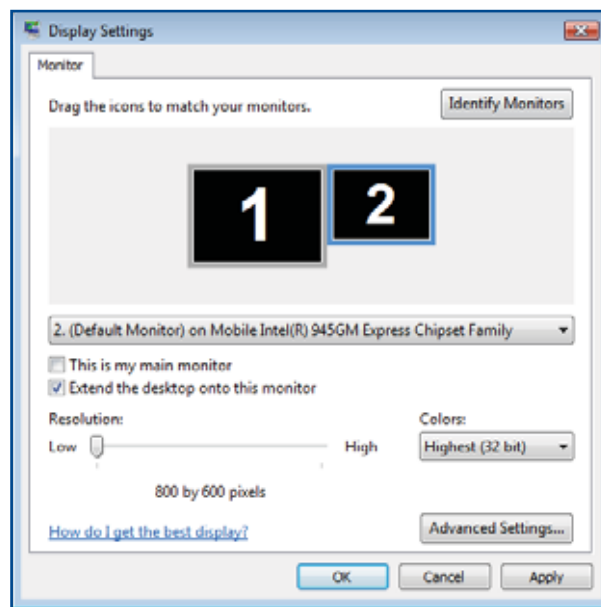 Display Settings
Monitor
Drag the icons to match your monitors.
Identify Monitors
1
2
2. (Default Monitor) on Mobile Intel(R) 945GM Express Chipset Family
This is my main monitor
Extend the desktop onto this monitor
Resolution:
Colors:
Low
High
Highest (32 bit)
800 by 600 pixels
How do I get the best display?
Advanced Settings...
OK
Cancel
Apply